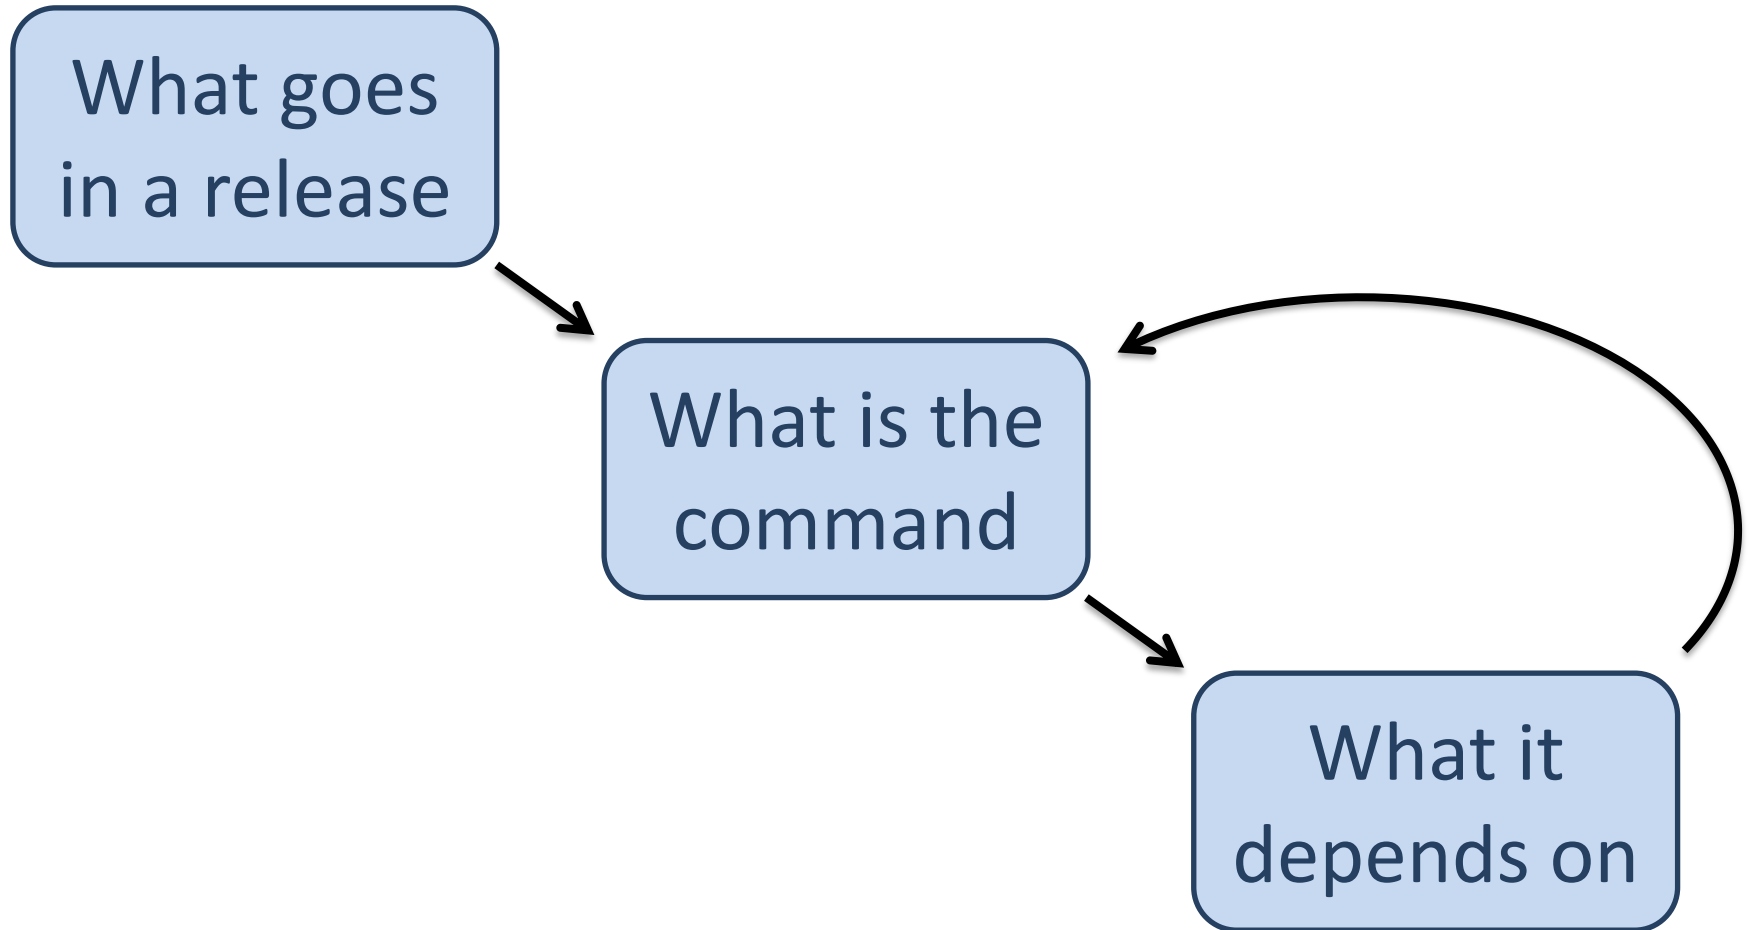 What goes
in a release
What is the
command
What it
depends on